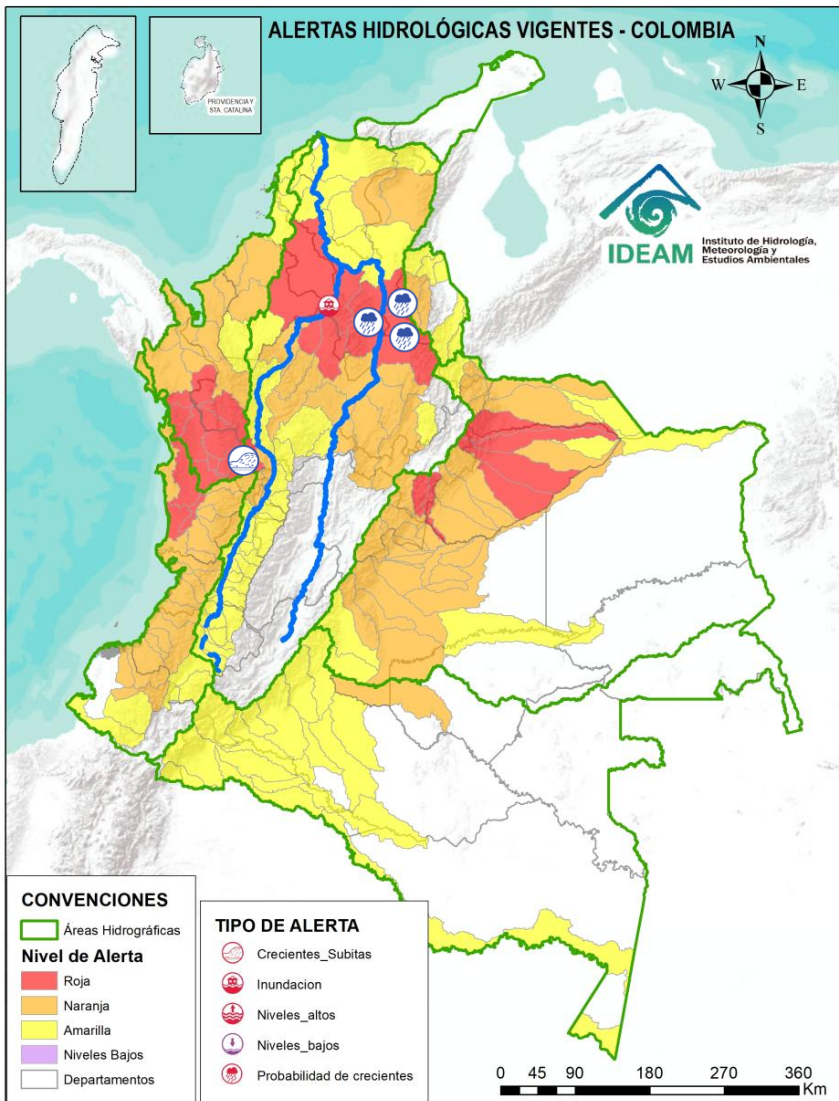 ALERTAS HIDROLÓGICAS VIGENTES - COLOMBIA
PROVIDENCIA Y
STA. CATALINA
N
W E
S
IDEAM
Instituto de Hidrología,
Meteorología y
Estudios Ambientales
CONVENCIONES
Áreas Hidrográficas
Nivel de Alerta
Roja
Naranja
Amarilla
Niveles Bajos
Departamentos
TIPO DE ALERTA
Crecientes_Subitas
Inundacion
Niveles_altos
Niveles_bajos
Probabilidad de crecientes
0 45 90 180 270 360
Km